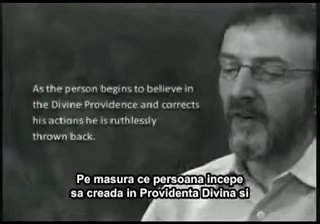 As the person begins to believe in
the Divine Providence and corrects
his actions he is ruthlessly
thrown back.
Pe masura ce persoana incepe
sa creada in Providenta Divina si